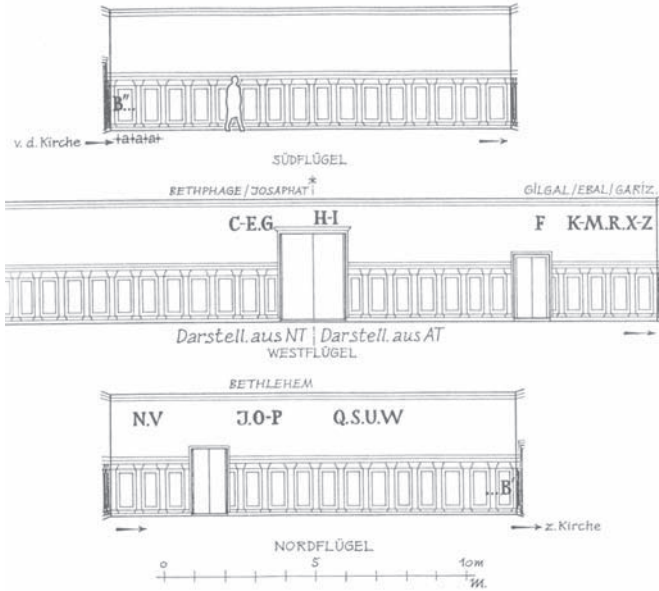 B''...
v. d. Kirche
tatatat
SÜDFLÜGEL
BETHPHAGE/JOSAPHAT *
GILGAL/EBAL/GARIZ.
C-E.G H-I F K-M.R.X-Z
Darstell. aus NT | Darstell. aus AT
WESTFLÜGEL
BETHLEHEM
N.V J.O-P Q.S.U.W
...B'
z. Kirche
NORDFLÜGEL
0 5 10m
M.